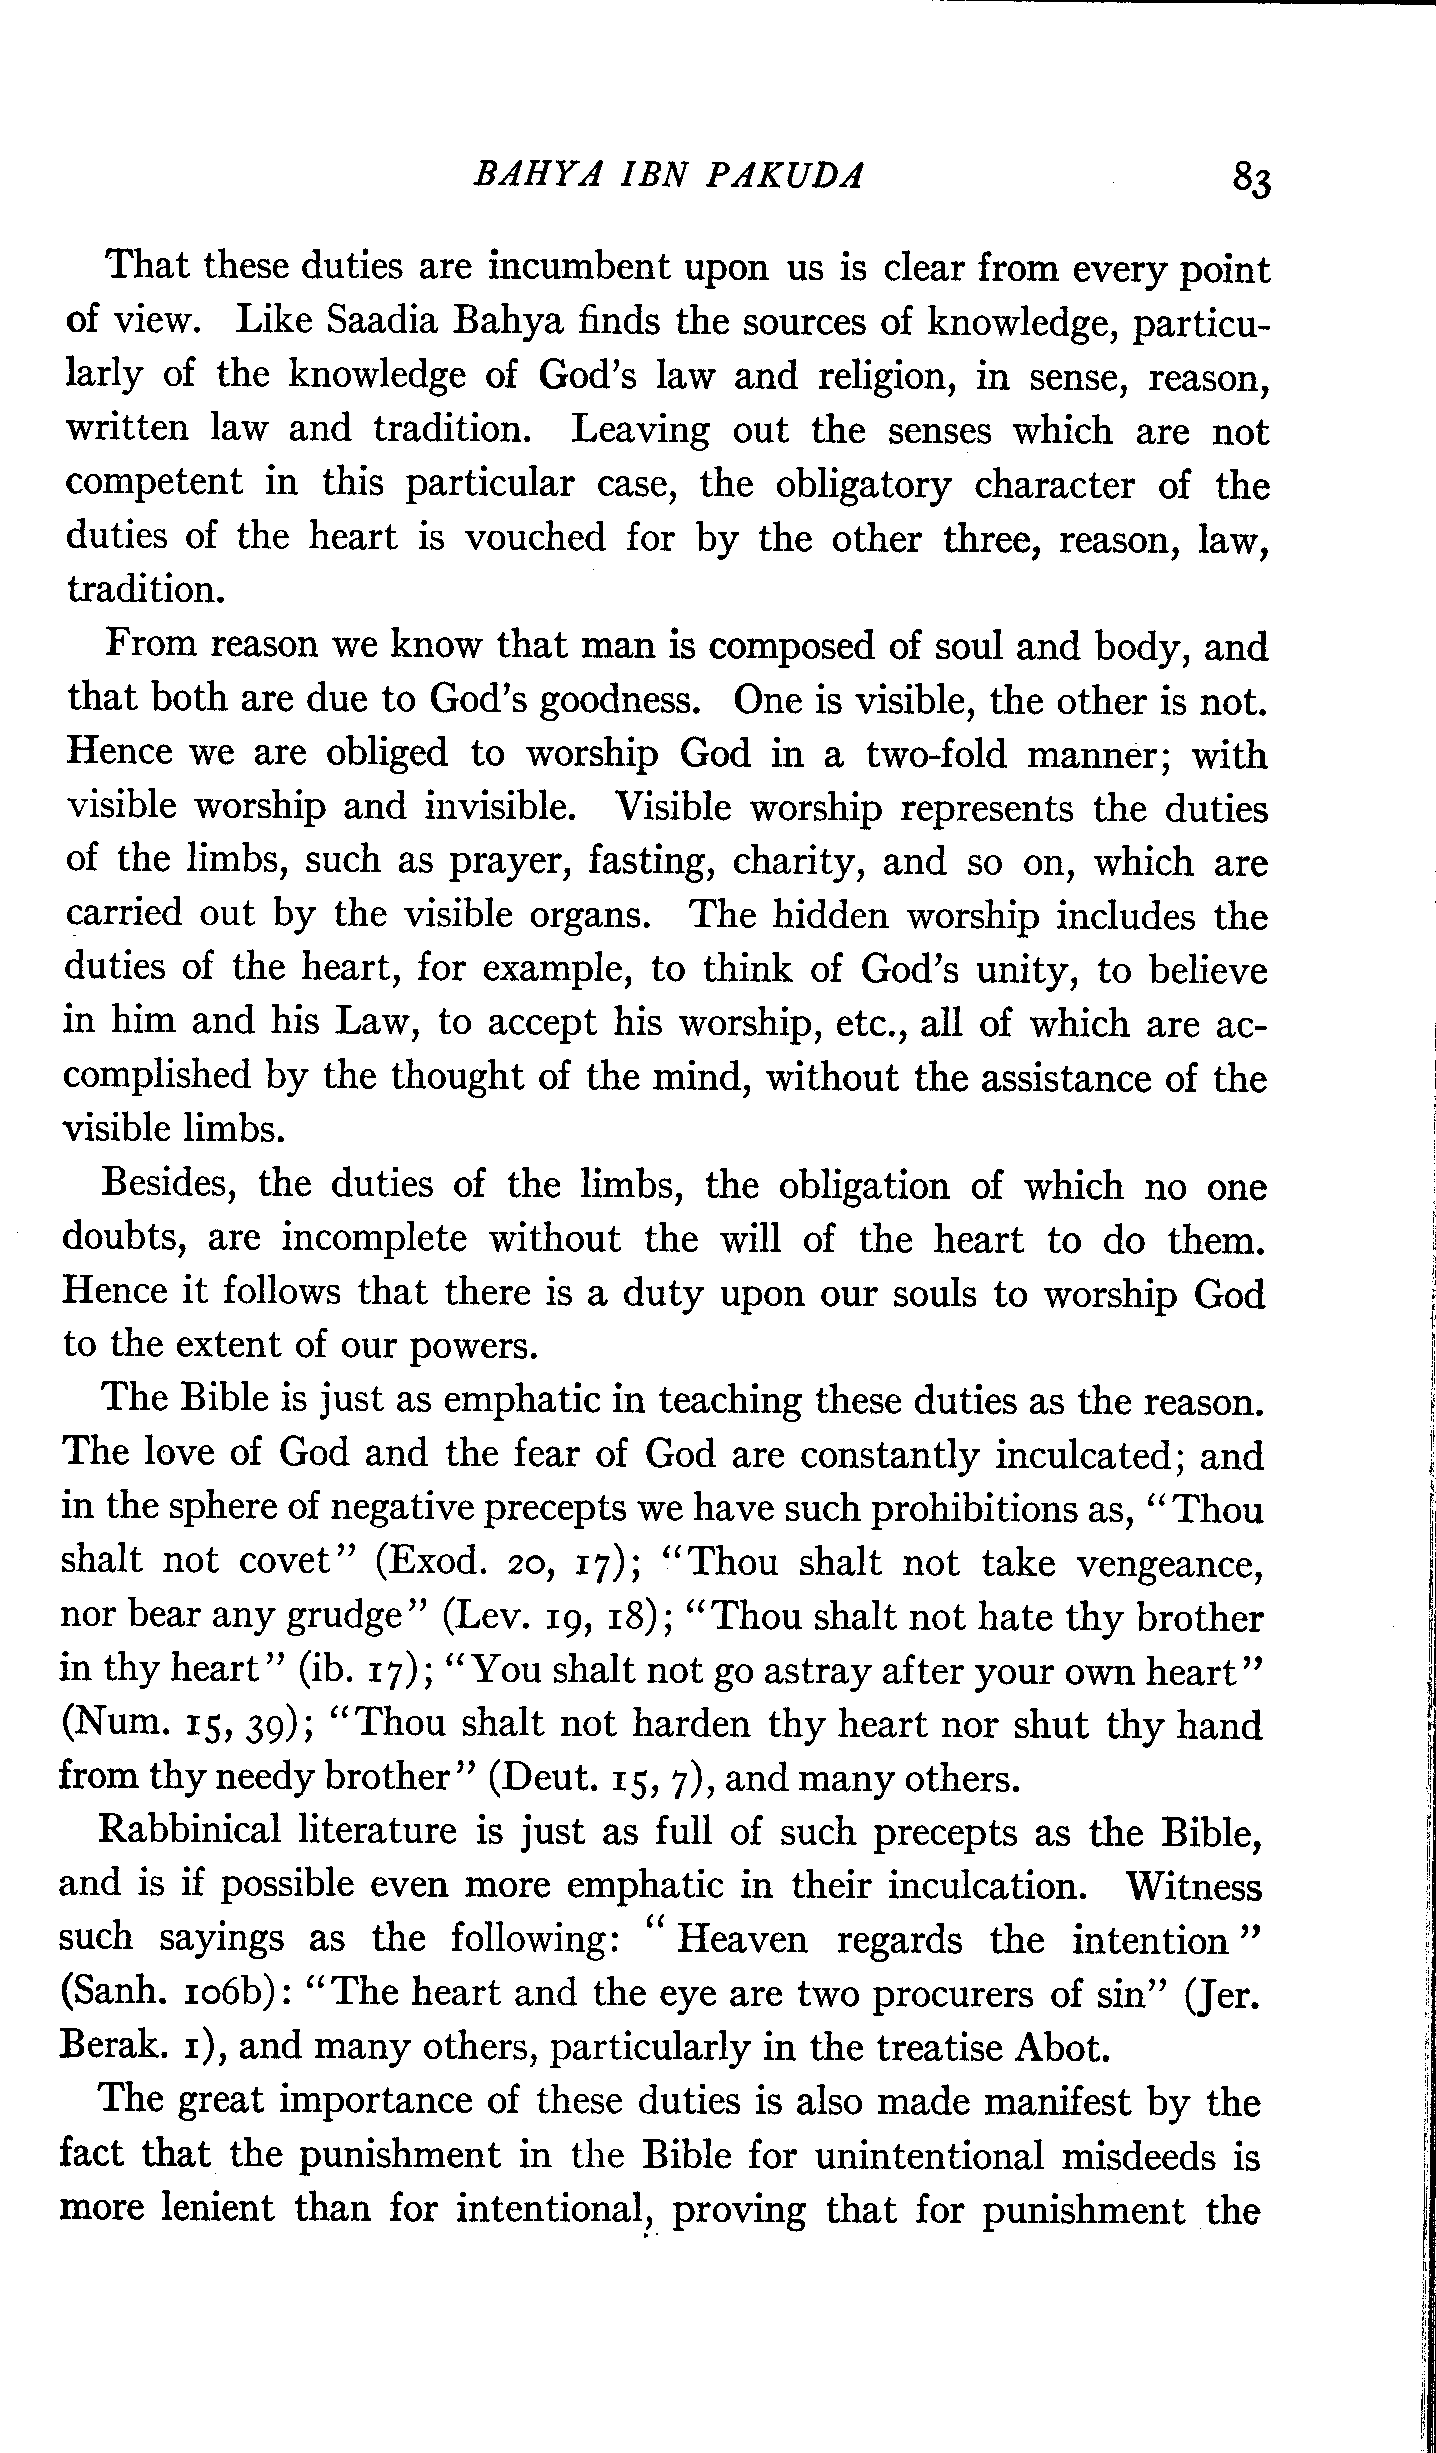 BAHYA IBN PAKUDA 83
That these duties are incumbent upon us is clear from every point
of view. Like Saadia Bahya finds the sources of knowledge, particu-
larly of the knowledge of God's law and religion, in sense, reason,
written law and tradition. Leaving out the senses which are not
competent in this particular case, the obligatory character of the
duties of the heart is vouched for by the other three, reason, law,
tradition.
From reason we know that man is composed of soul and body, and
that both are due to God's goodness. One is visible, the other is not.
Hence we are obliged to worship God in a two-fold manner; with
visible worship and invisible. Visible worship represents the duties
of the limbs, such as prayer, fasting, charity, and so on, which are
carried out by the visible organs. The hidden worship includes the
duties of the heart, for example, to think of God's unity, to believe
in him and his Law, to accept his worship, etc., all of which are ac-
complished by the thought of the mind, without the assistance of the
visible limbs.
Besides, the duties of the limbs, the obligation of which no one
doubts, are incomplete without the will of the heart to do them.
Hence it follows that there is a duty upon our souls to worship God
to the extent of our powers.
The Bible is just as emphatic in teaching these duties as the reason.
The love of God and the fear of God are constantly inculcated; and
in the sphere of negative precepts we have such prohibitions as, "Thou
shalt not covet" (Exod. 20, 17); "Thou shalt not take vengeance,
nor bear any grudge" (Lev. 19, 18); "Thou shalt not hate thy brother
in thy heart" (ib. 17); "You shalt not go astray after your own heart"
(Num. 15, 39); "Thou shalt not harden thy heart nor shut thy hand
from thy needy brother" (Deut. 15, 7), and many others.
Rabbinical literature is just as full of such precepts as the Bible,
and is if possible even more emphatic in their inculcation. Witness
such sayings as the following: "Heaven regards the intention"
(Sanh. 106b): "The heart and the eye are two procurers of sin" (Jer.
Berak. 1), and many others, particularly in the treatise Abot.
The great importance of these duties is also made manifest by the
fact that the punishment in the Bible for unintentional misdeeds is
more lenient than for intentional, proving that for punishment the